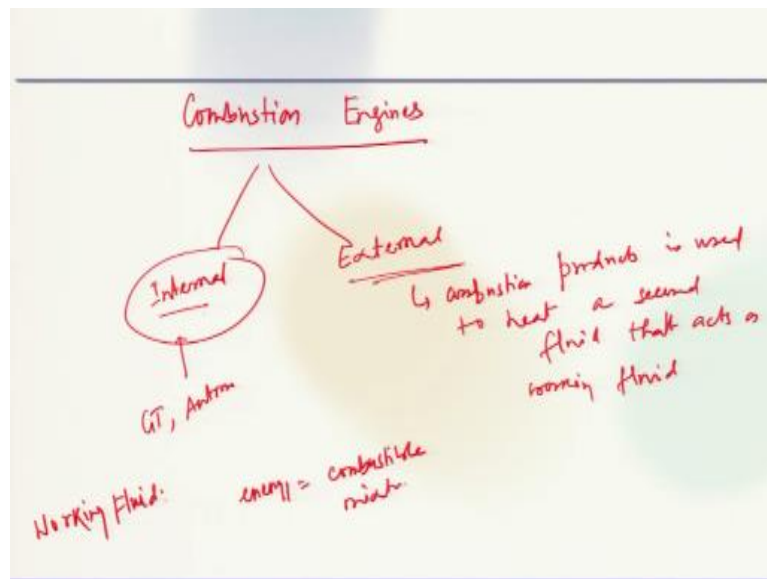 Combustion Engines
Internal
External
↳ combustion products is used
to heat a second
fluid that acts as
working fluid
GT, Autom
Working Fluid: energy = combustible